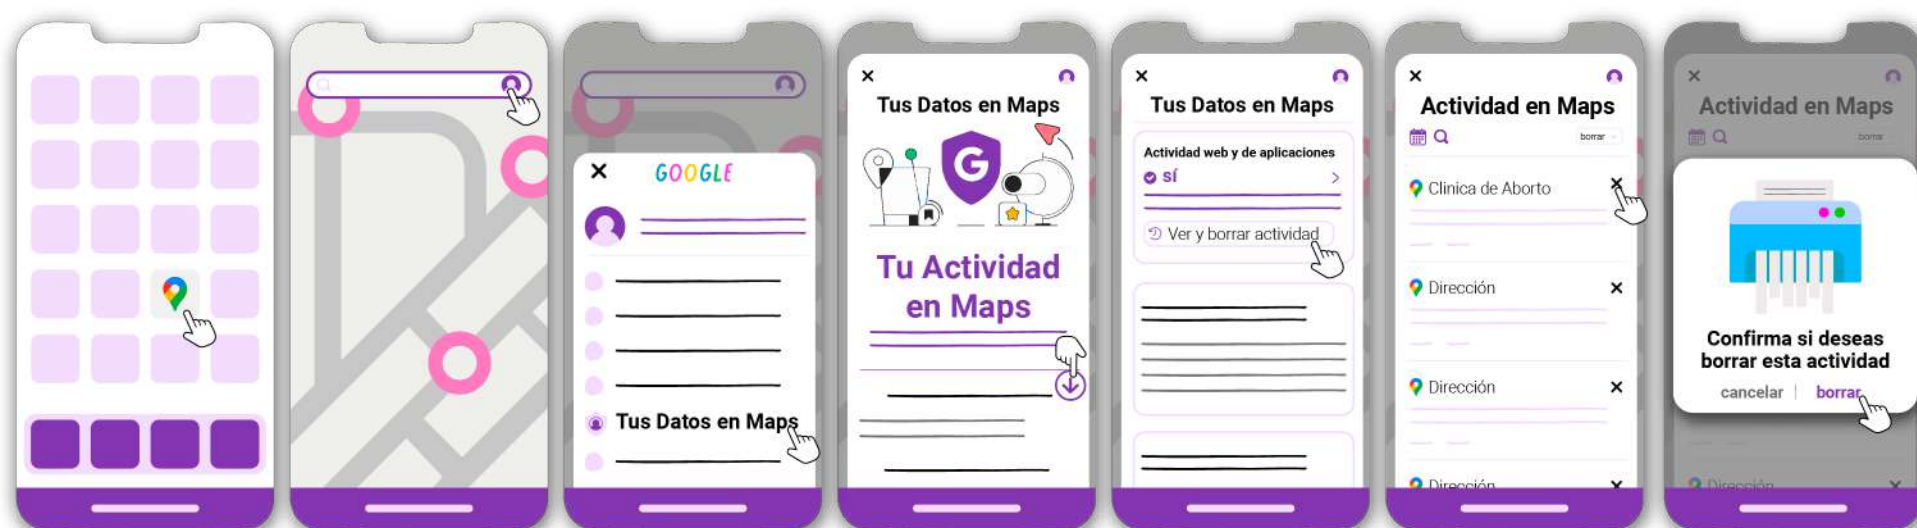 GOOGLE
Tus Datos en Maps
Tus Datos en Maps
G
Tu Actividad
en Maps
Tus Datos en Maps
Actividad web y de aplicaciones
sí
Ver y borrar actividad
Actividad en Maps
borrar
Clinica de Aborto
Dirección
Dirección
Dirección
Actividad en Maps
borrar
Confirma si deseas
borrar esta actividad
cancelar | borrar
Dirección